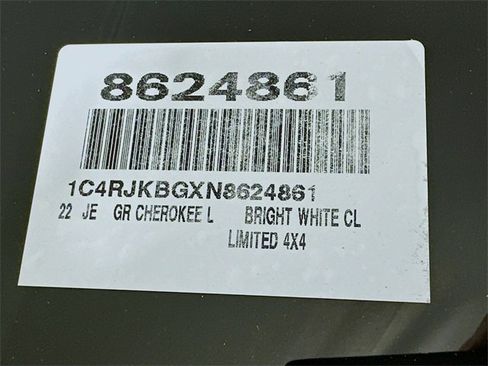 8624861
1C4RJKBGXN8624861
22 JE GR CHEROKEE L BRIGHT WHITE CL
LIMITED 4X4